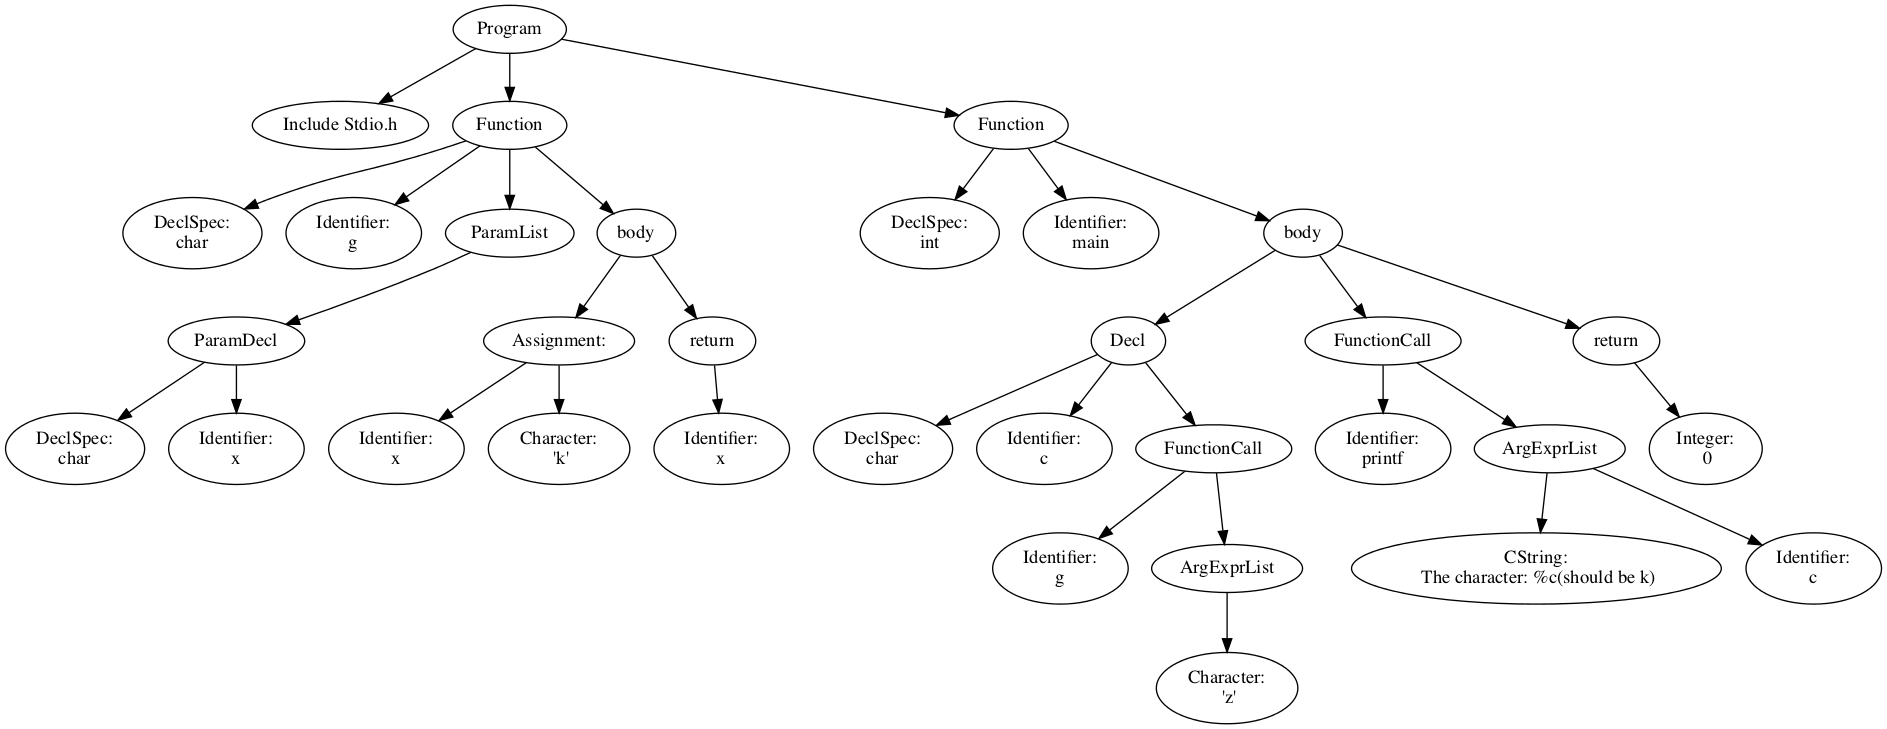 Program
Include Stdio.h
Function
Function
DeclSpec:
char
Identifier:
g
ParamList
body
DeclSpec:
int
Identifier:
main
body
ParamDecl
Assignment:
return
Decl
FunctionCall
return
DeclSpec:
char
Identifier:
x
Identifier:
x
Character:
'k'
Identifier:
x
DeclSpec:
char
Identifier:
c
FunctionCall
Identifier:
printf
ArgExprList
Integer:
0
Identifier:
g
ArgExprList
CString:
The character: %c(should be k)
Identifier:
c
Character:
'z'